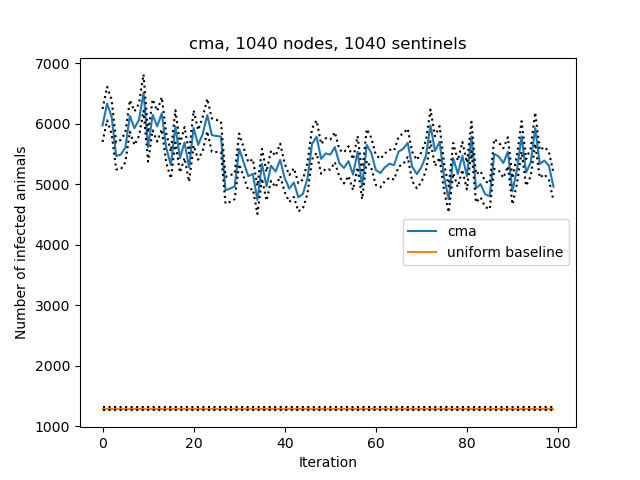 cma, 1040 nodes, 1040 sentinels
Number of infected animals
7000
6000
5000
4000
3000
2000
1000
cma
uniform baseline
0
20
40
60
80
100
Iteration